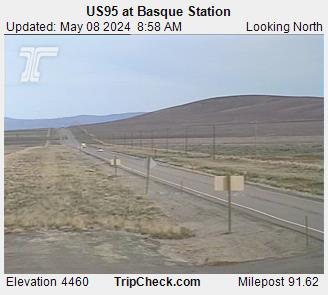 US95 at Basque Station
Updated: May 08 2024 8:58 AM Looking North
Elevation 4460 TripCheck.com Milepost 91.62